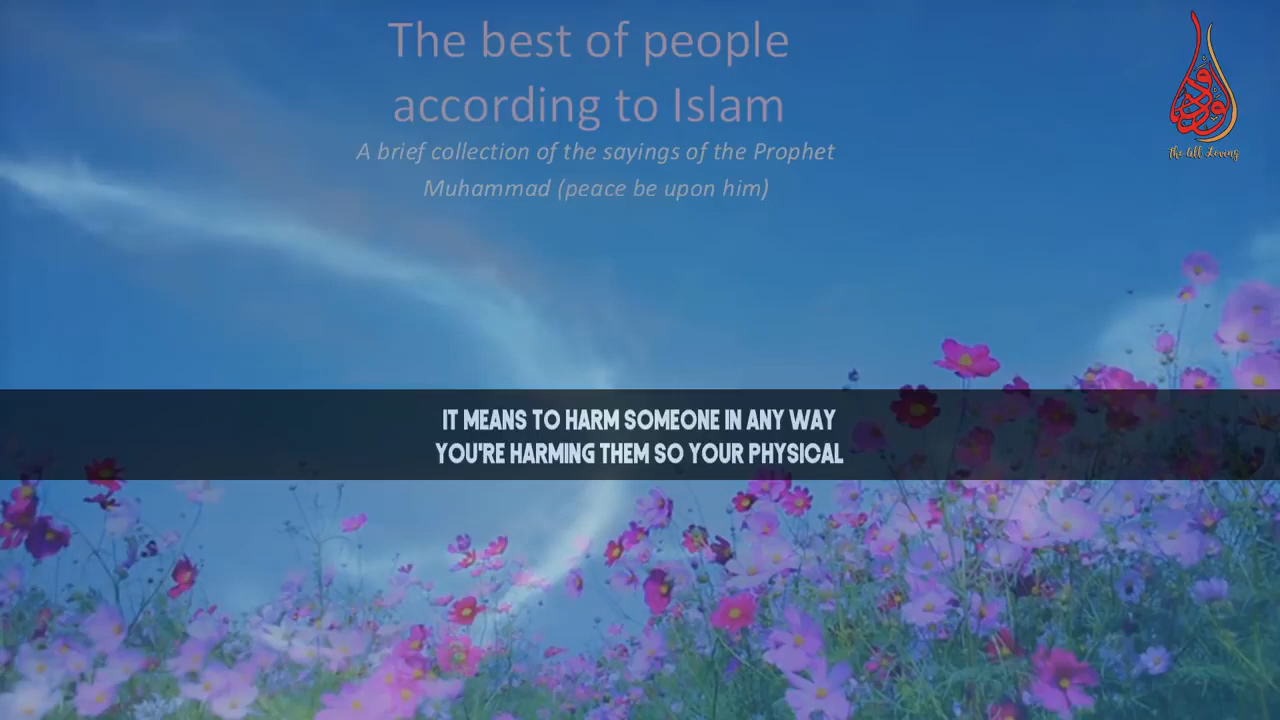 The best of people
according to Islam
A brief collection of the sayings of the Prophet
Muhammad (peace be upon him)
The All Loving
IT MEANS TO HARM SOMEONE IN ANY WAY
YOU'RE HARMING THEM SO YOUR PHYSICAL